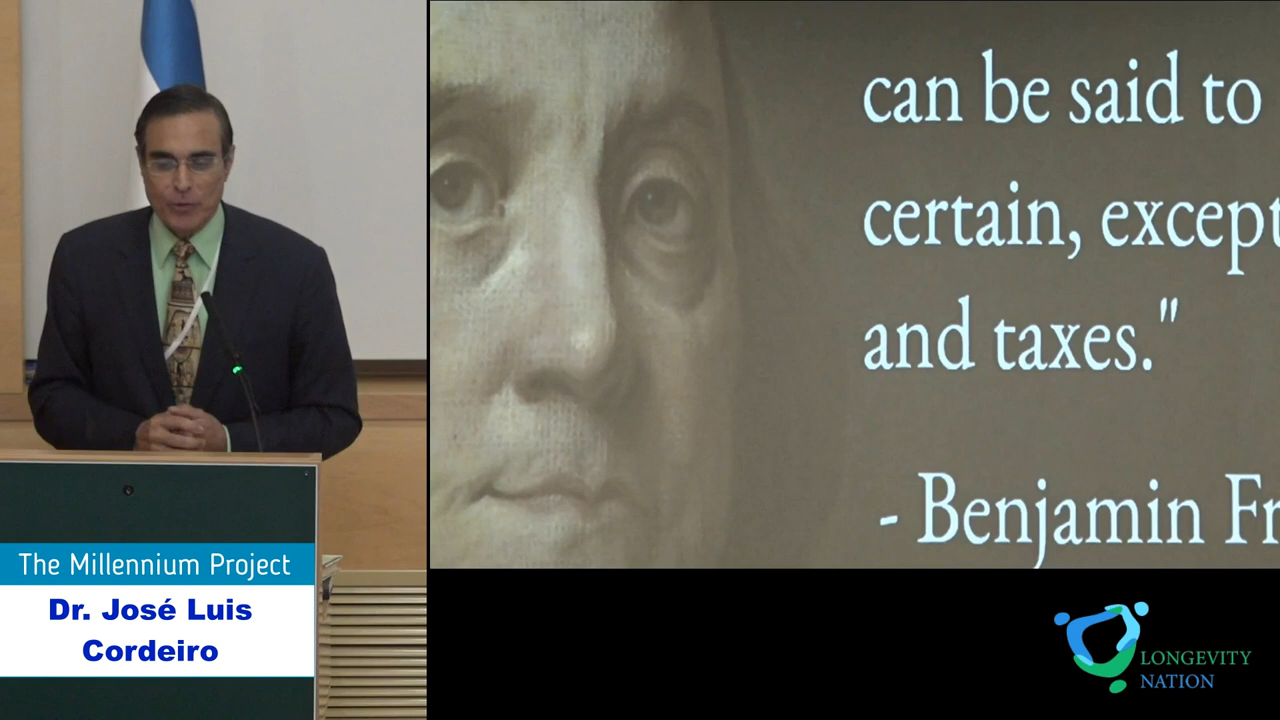 can be said to
certain, except
and taxes."
- Benjamin Fr
The Millennium Project
Dr. José Luis
Cordeiro
LONGEVITY
NATION